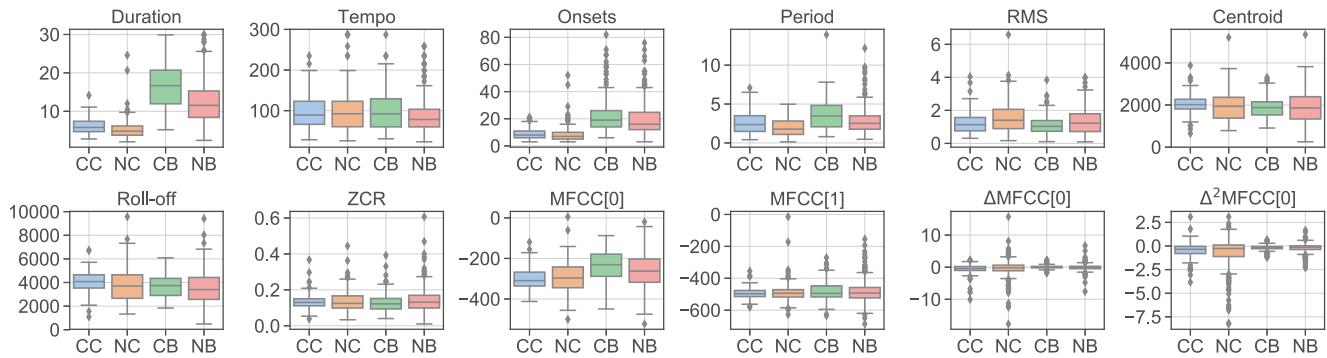 Duration Tempo Onsets Period RMS Centroid
30 20 10
300 200 100
80 60 40 20 0
10 5 0
6 4 2 0
4000 2000 0
CC NC CB NB CC NC CB NB CC NC CB NB CC NC CB NB CC NC CB NB CC NC CB NB
Roll-off ZCR MFCC[0] MFCC[1] ΔMFCC[0] Δ²MFCC[0]
10000 8000 6000 4000 2000 0
0.6 0.4 0.2 0.0
0 −200 −400
0 −200 −400 −600
10 0 −10
2.5 0.0 −2.5 −5.0 −7.5
CC NC CB NB CC NC CB NB CC NC CB NB CC NC CB NB CC NC CB NB CC NC CB NB